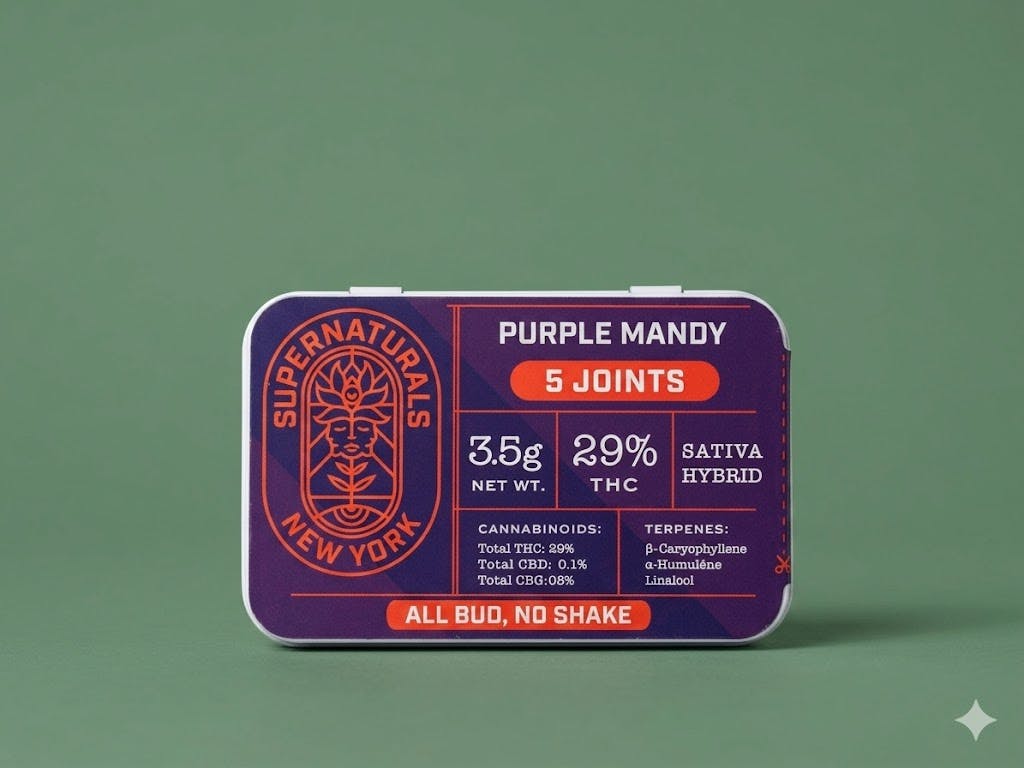 SUPERNATURALS
NEW YORK
PURPLE MANDY
5 JOINTS
3.5g
NET WT.
29%
THC
SATIVA
HYBRID
CANNABINOIDS:
Total THC: 29%
Total CBD: 0.1%
Total CBG:08%
TERPENES:
β-Caryophyllene
α-Humuléne
Linalool
ALL BUD, NO SHAKE